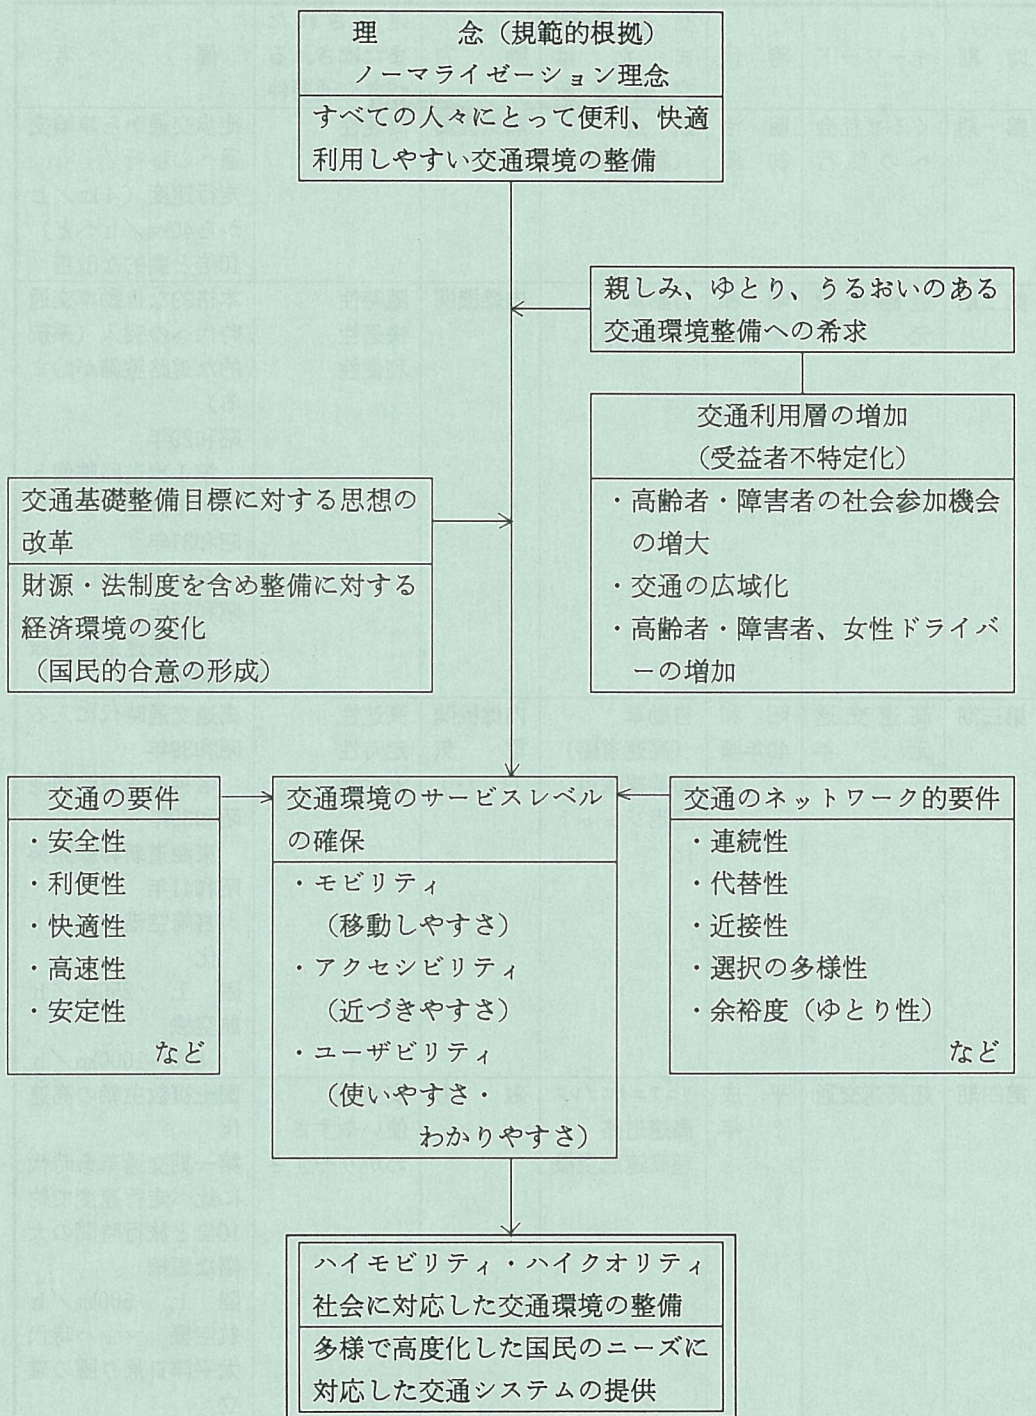 理　　念（規範的根拠）
ノーマライゼーション理念
すべての人々にとって便利、快適
利用しやすい交通環境の整備
親しみ、ゆとり、うるおいのある
交通環境整備への希求
交通利用層の増加
（受益者不特定化）
・高齢者・障害者の社会参加機会
の増大
・交通の広域化
・高齢者・障害者、女性ドライバ
ーの増加
交通基礎整備目標に対する思想の
改革
財源・法制度を含め整備に対する
経済環境の変化
（国民的合意の形成）
交通の要件
・安全性
・利便性
・快適性
・高速性
・安定性
など
交通環境のサービスレベル
の確保
・モビリティ
（移動しやすさ）
・アクセシビリティ
（近づきやすさ）
・ユーザビリティ
（使いやすさ・
わかりやすさ）
交通のネットワーク的要件
・連続性
・代替性
・近接性
・選択の多様性
・余裕度（ゆとり性）
など
ハイモビリティ・ハイクオリティ
社会に対応した交通環境の整備
多様で高度化した国民のニーズに
対応した交通システムの提供